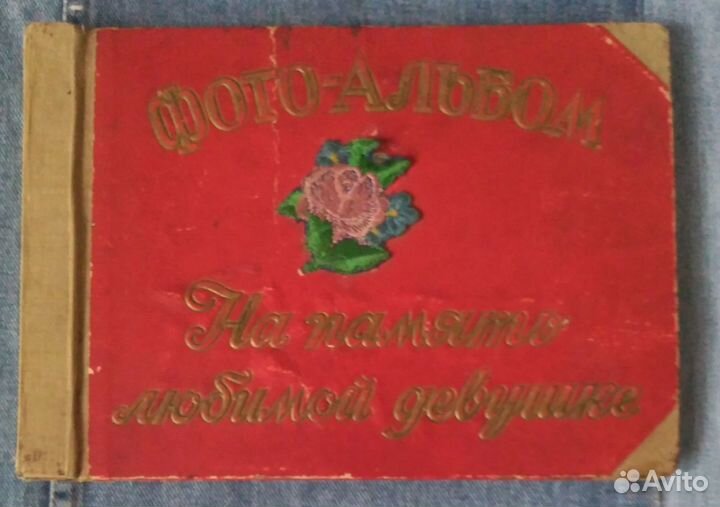 ФОТО-АЛЬБОМ
На память
любимой девушке
Avito